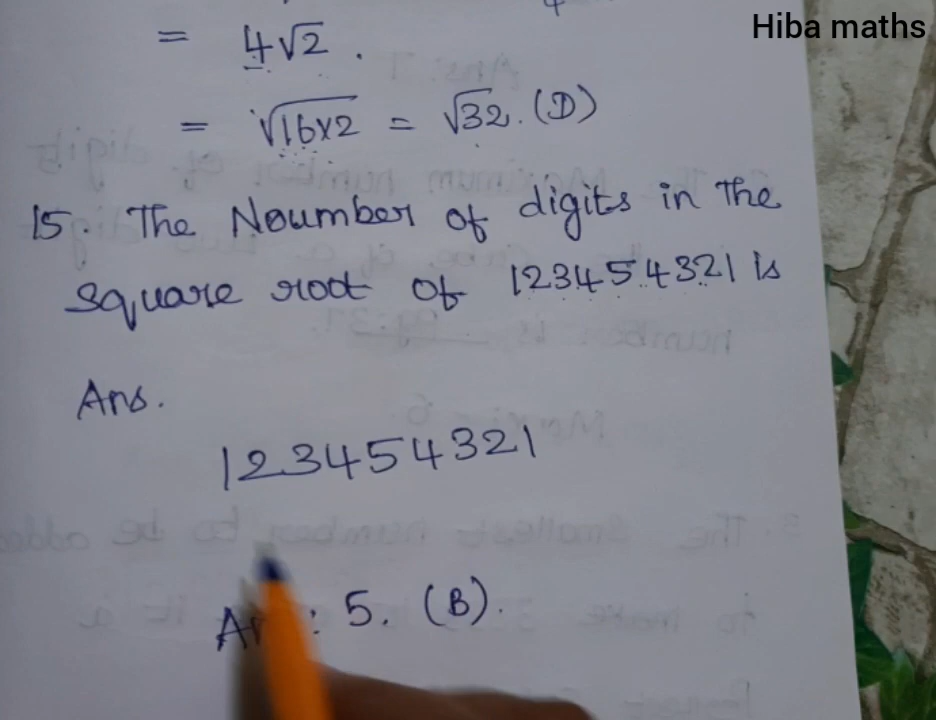 Hiba maths
= 4√2 .
= √16×2 = √32. (D)
15. The Noumber of digits in the
square root of 123454321 is
Ans.
123454321
Ans : 5. (B).